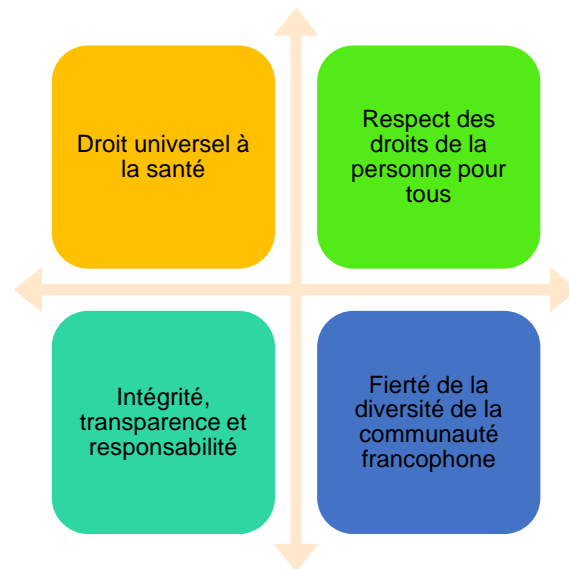 Droit universel à
la santé
Respect des
droits de la
personne pour
tous
Intégrité,
transparence et
responsabilité
Fierté de la
diversité de la
communauté
francophone